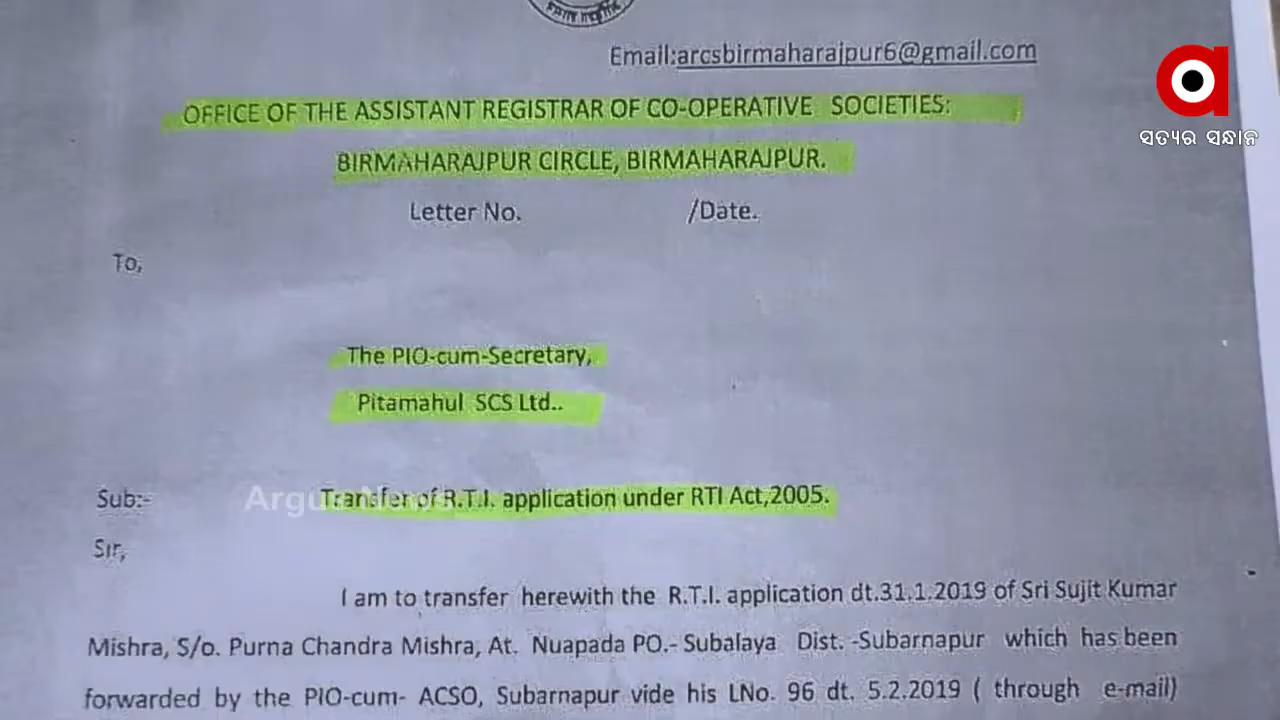 Email:arcsbirmaharajpur6@gmail.com
ସତ୍ୟର ସନ୍ଧାନ
OFFICE OF THE ASSISTANT REGISTRAR OF CO-OPERATIVE SOCIETIES:
BIRMAHARAJPUR CIRCLE, BIRMAHARAJPUR.
Letter No. /Date.
To,
The PIO-cum-Secretary,
Pitamahul SCS Ltd..
Argus News
Sub:- Transfer of R.T.I. application under RTI Act,2005.
Sir,
I am to transfer herewith the R.T.I. application dt.31.1.2019 of Sri Sujit Kumar
Mishra, S/o. Purna Chandra Mishra, At. Nuapada PO.- Subalaya Dist. -Subarnapur which has been
forwarded by the PIO-cum- ACSO, Subarnapur vide his LNo. 96 dt. 5.2.2019 ( through e-mail)